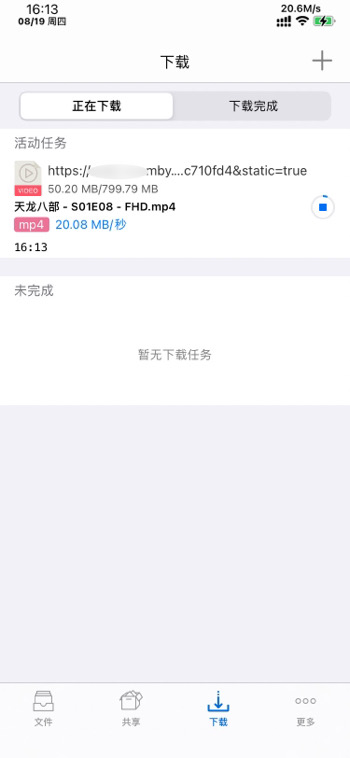 16:13
20.6M/s
08/19 周四
下载
正在下载
下载完成
活动任务
https://mby....c710fd4&static=true
VIDEO
50.20 MB/799.79 MB
天龙八部 - S01E08 - FHD.mp4
mp4
20.08 MB/秒
16:13
未完成
暂无下载任务
文件
共享
下载
更多